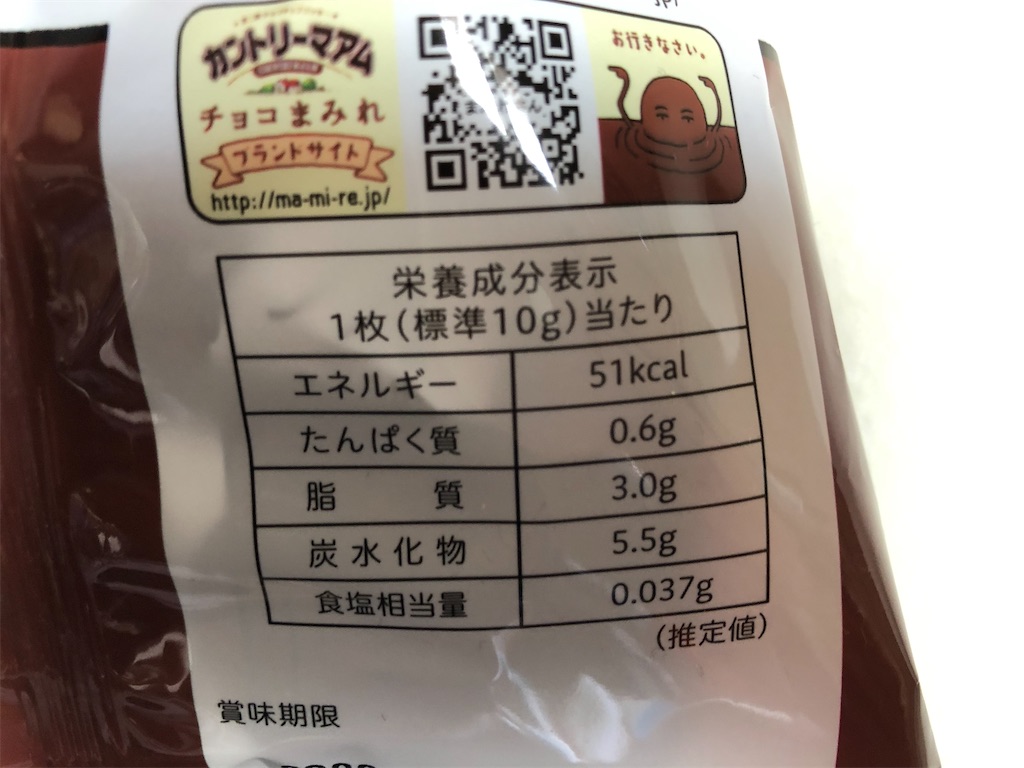 カントリーマアム
チョコまみれ
ブランドサイト
http://ma-mi-re.jp/
お行きなさい。
栄養成分表示
1枚(標準10g)当たり
エネルギー 51kcal
たんぱく質 0.6g
脂質 3.0g
炭水化物 5.5g
食塩相当量 0.037g
(推定値)
賞味期限